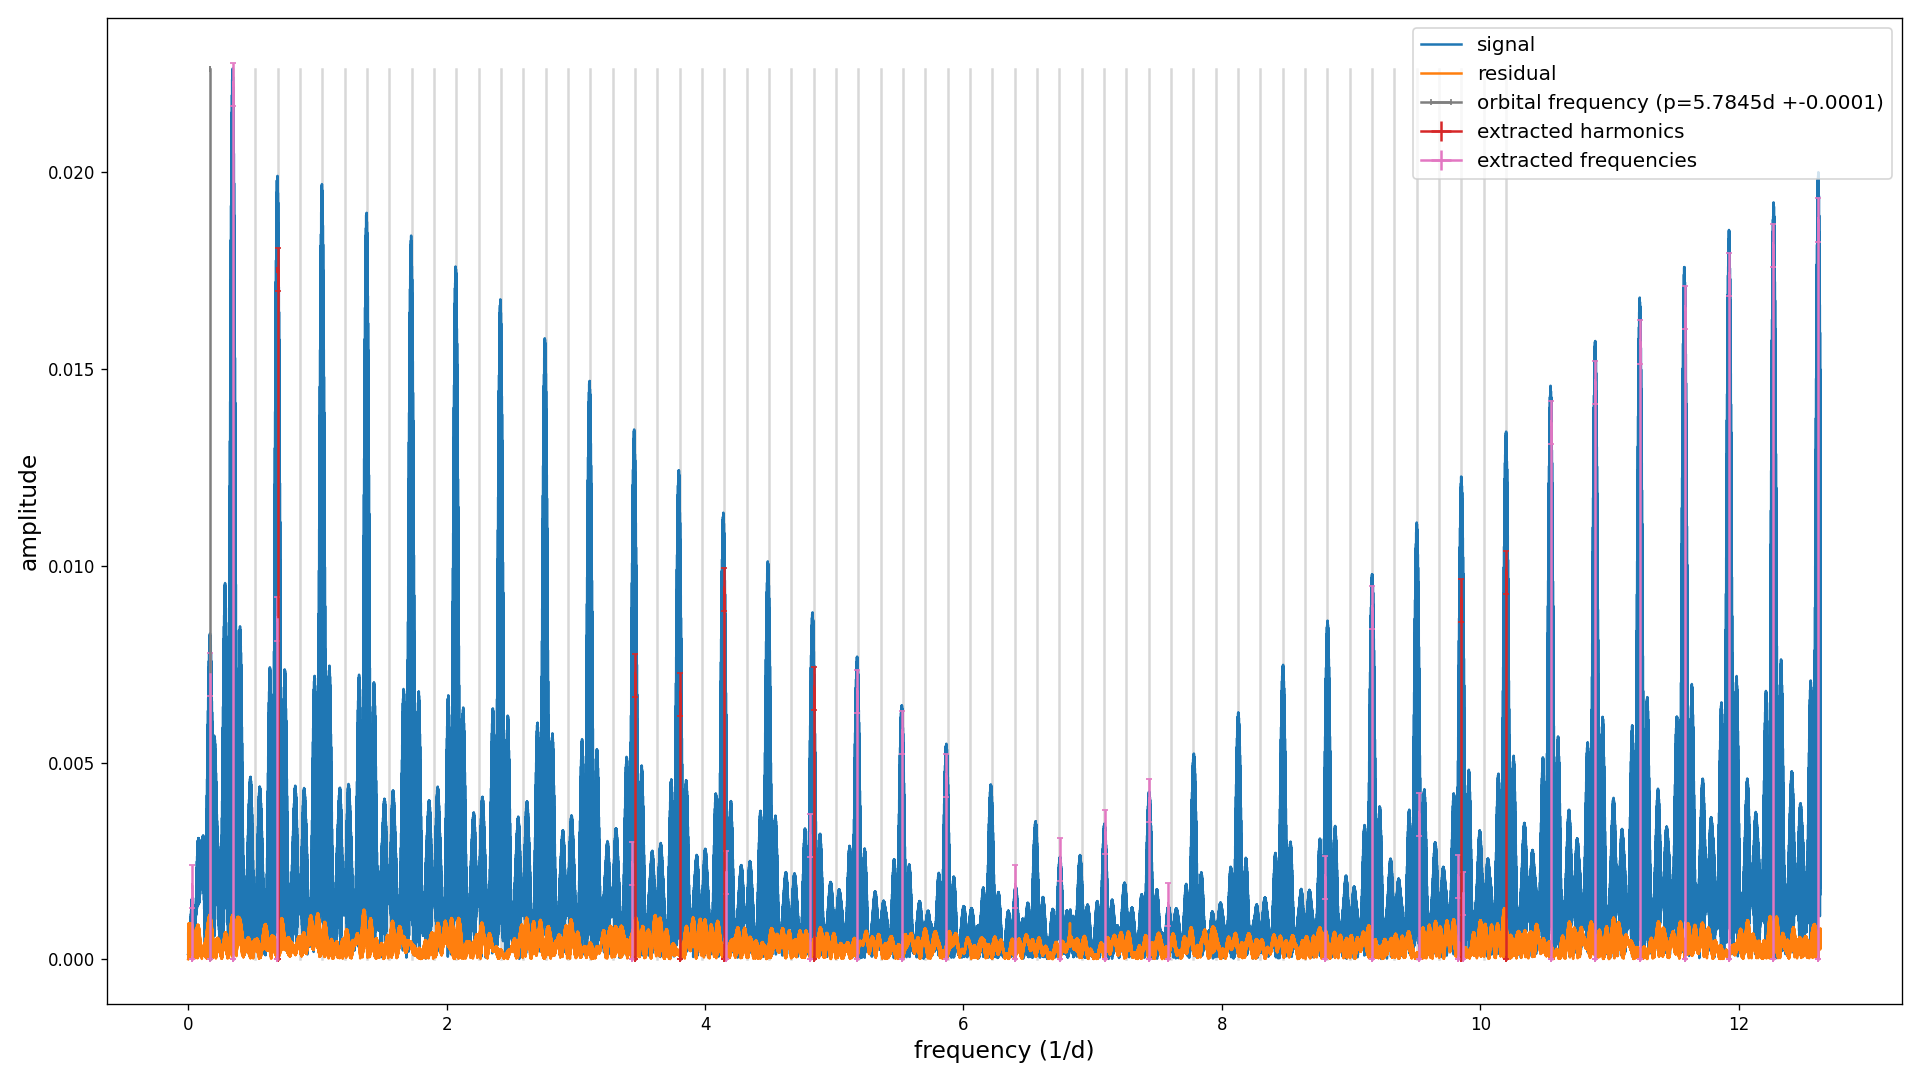 signal
residual
orbital frequency (p=5.7845d +-0.0001)
extracted harmonics
extracted frequencies
amplitude
0.020
0.015
0.010
0.005
0.000
0 2 4 6 8 10 12
frequency (1/d)